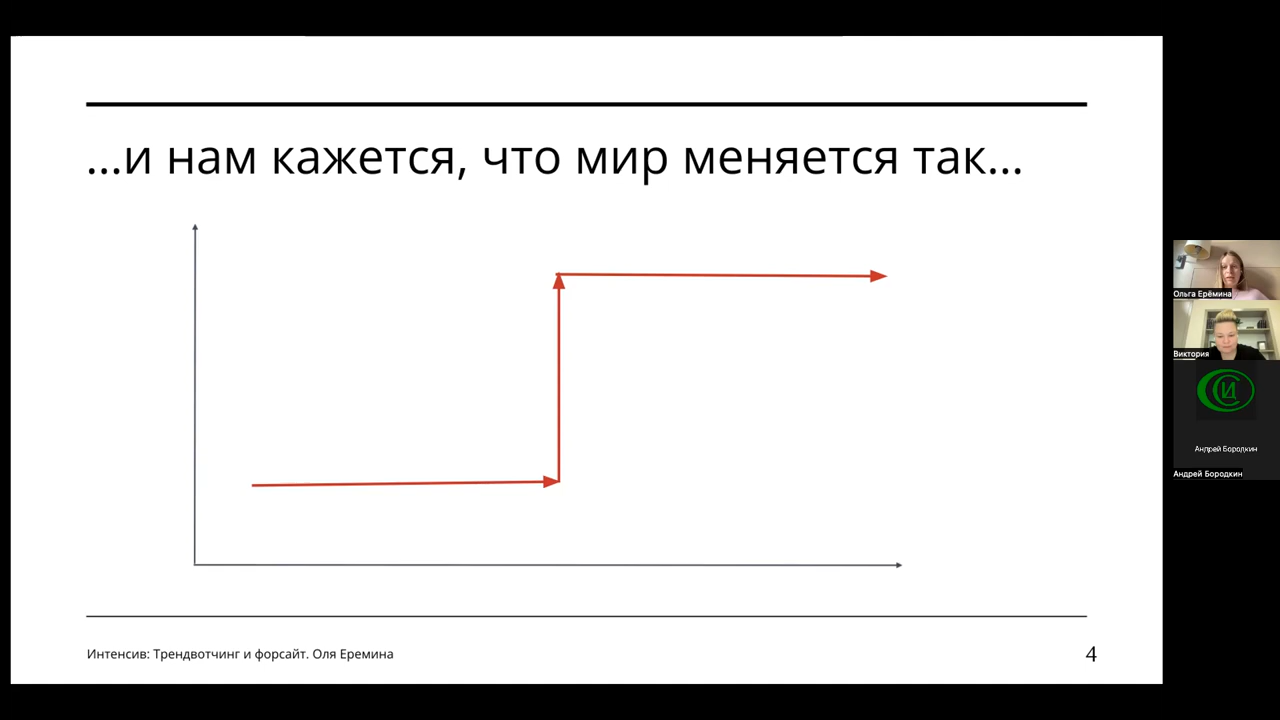 ...и нам кажется, что мир меняется так...
Интенсив: Трендвотчинг и форсайт. Оля Еремина
4
Ольга Ерёмина
Виктория
СИД
Андрей Бородкин
Андрей Бородкин